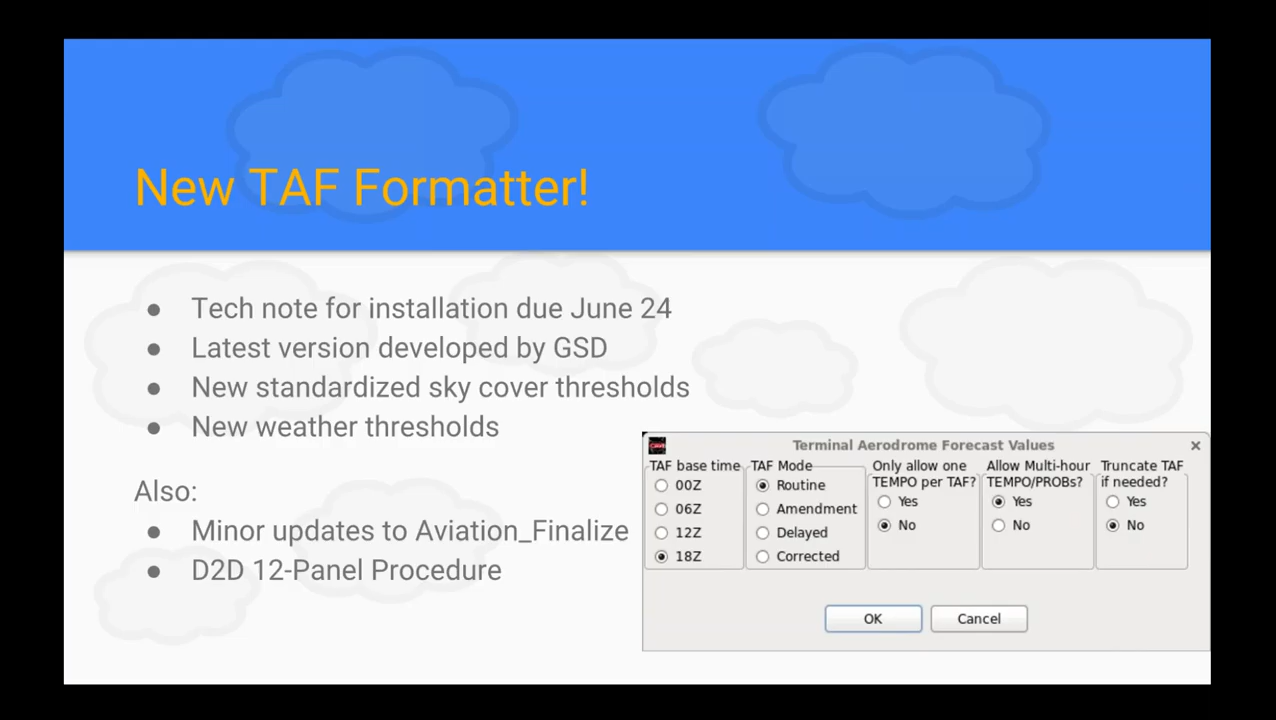 New TAF Formatter!
● Tech note for installation due June 24
● Latest version developed by GSD
● New standardized sky cover thresholds
● New weather thresholds
Also:
● Minor updates to Aviation_Finalize
● D2D 12-Panel Procedure
Terminal Aerodrome Forecast Values
TAF base time
00Z
06Z
12Z
18Z
TAF Mode
Routine
Amendment
Delayed
Corrected
Only allow one
TEMPO per TAF?
Yes
No
Allow Multi-hour
TEMPO/PROBs?
Yes
No
Truncate TAF
if needed?
Yes
No
OK
Cancel